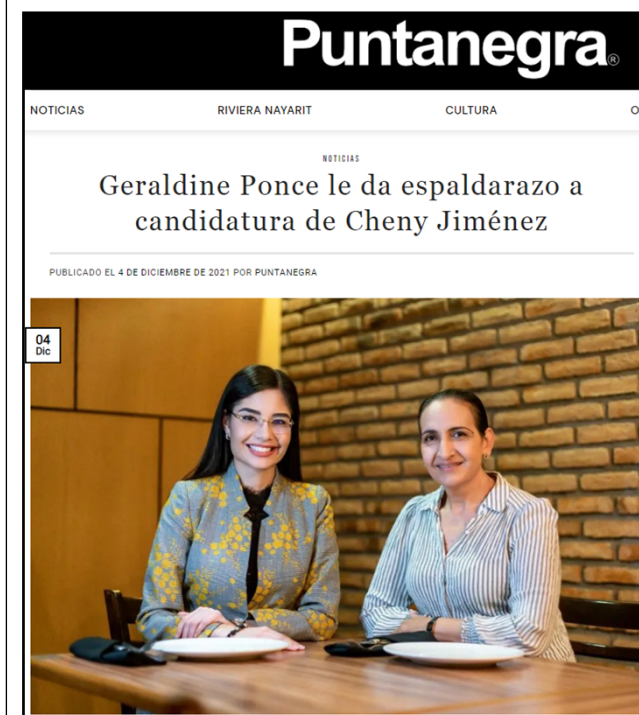 Puntanegra®
NOTICIAS RIVIERA NAYARIT CULTURA O
NOTICIAS
Geraldine Ponce le da espaldarazo a
candidatura de Cheny Jiménez
PUBLICADO EL 4 DE DICIEMBRE DE 2021 POR PUNTANEGRA
04
Dic